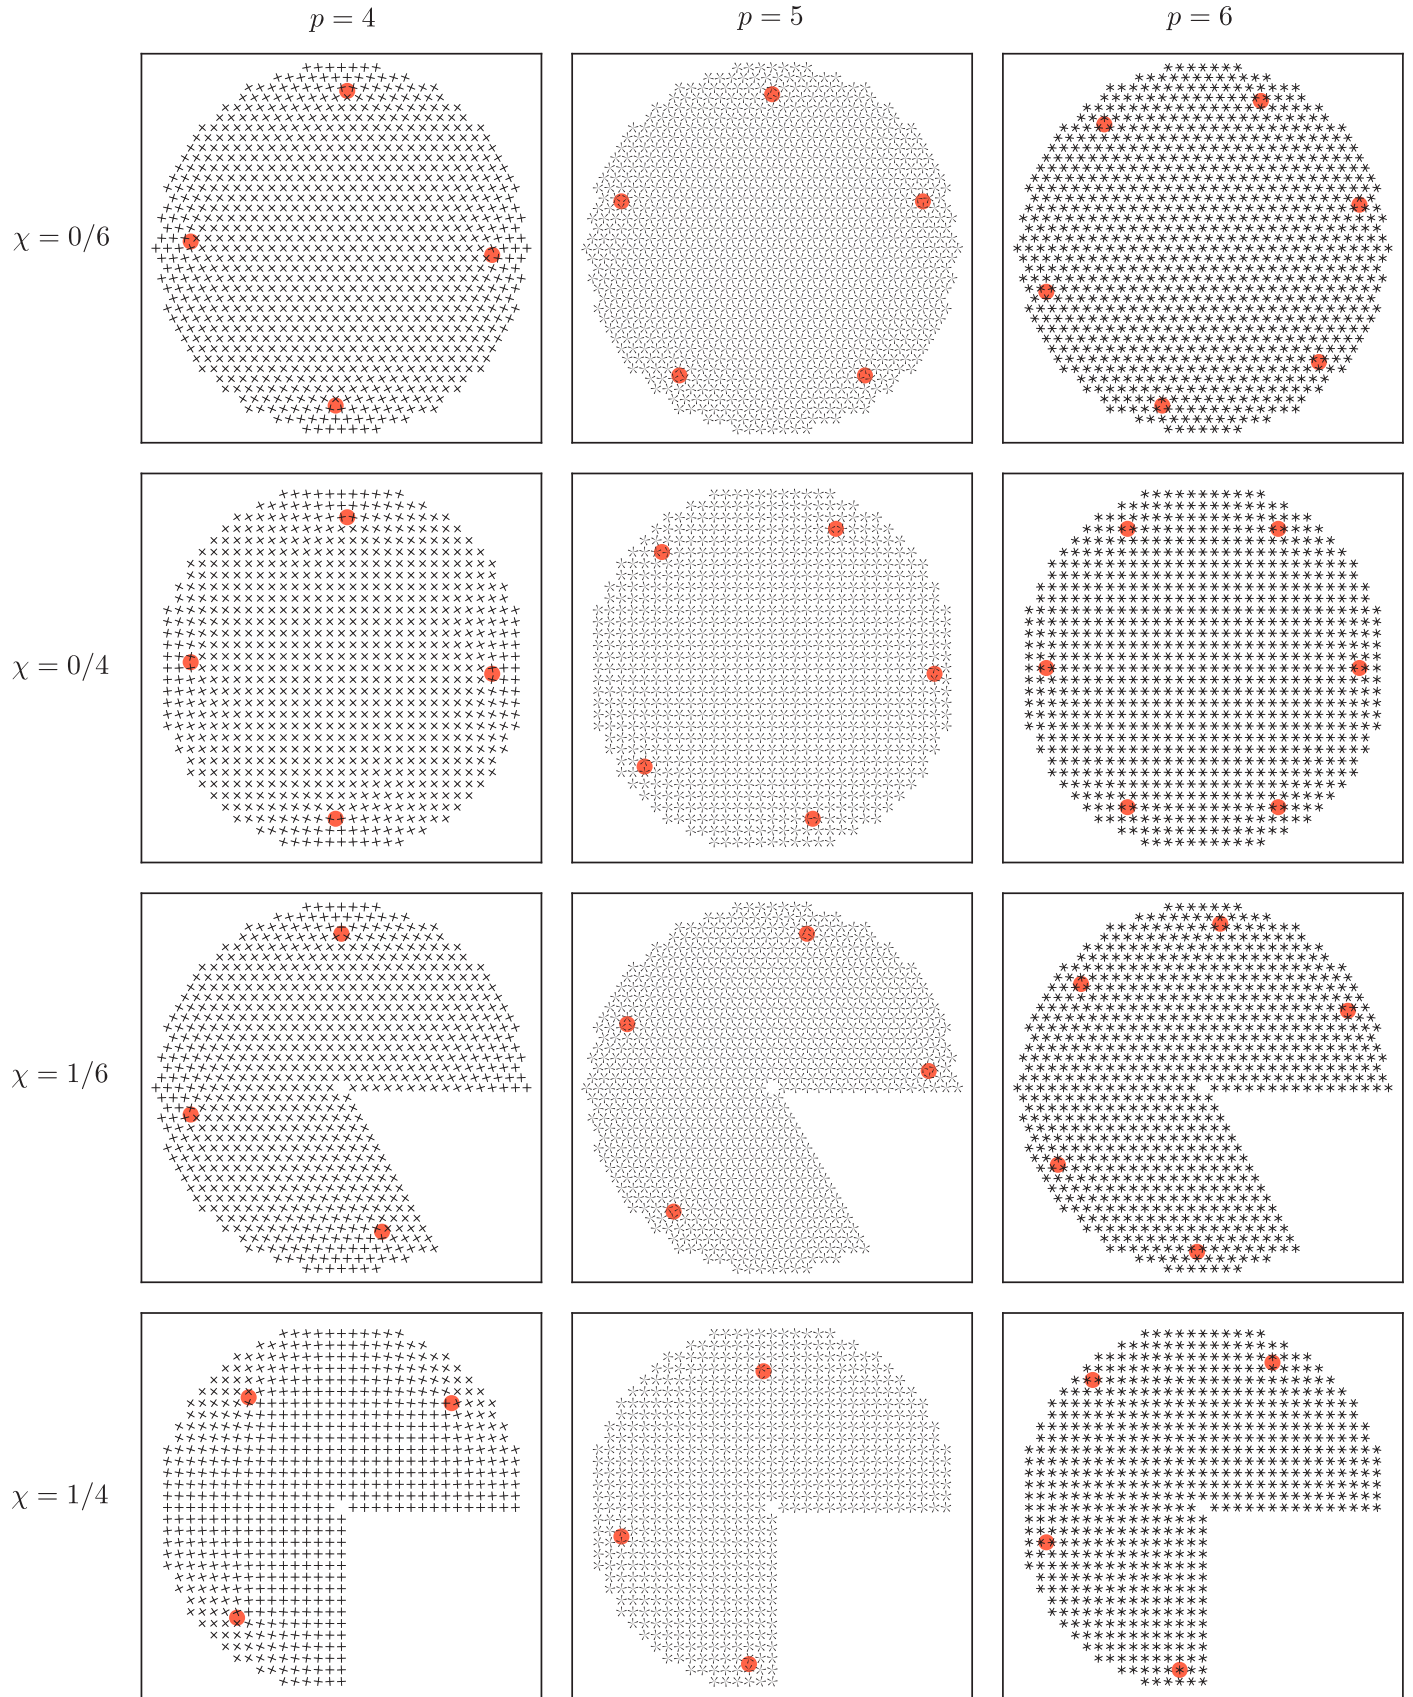 p = 4 p = 5 p = 6
χ = 0/6
χ = 0/4
χ = 1/6
χ = 1/4